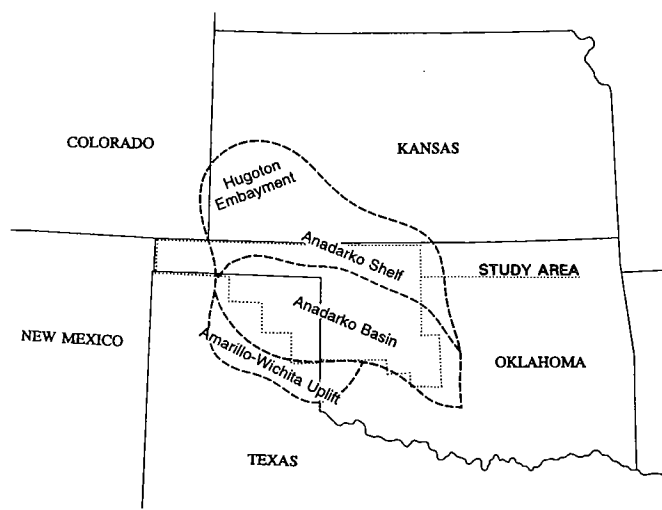 COLORADO
KANSAS
Hugoton
Embayment
Anadarko Shelf
STUDY AREA
Anadarko Basin
NEW MEXICO
OKLAHOMA
Amarillo-Wichita Uplift
TEXAS